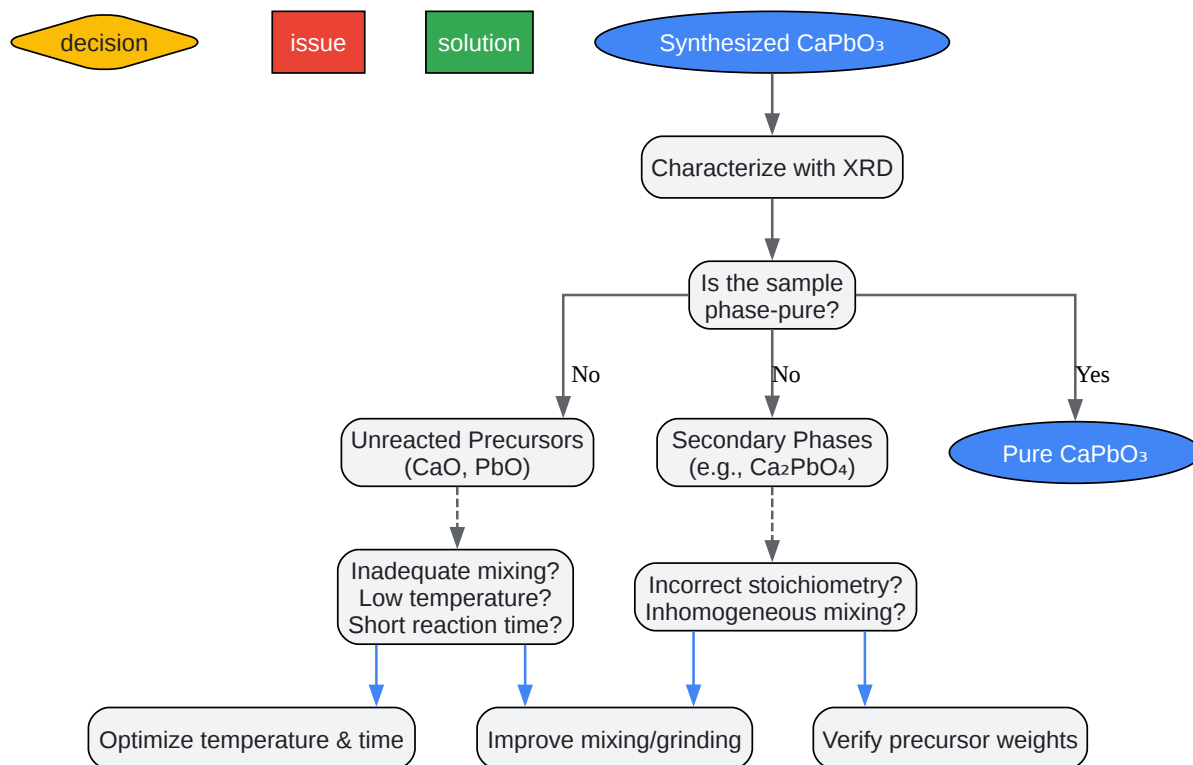 decision
issue
solution
Synthesized CaPbO₃
Characterize with XRD
Is the sample
phase-pure?
No
No
Yes
Unreacted Precursors
(CaO, PbO)
Secondary Phases
(e.g., Ca₂PbO₄)
Pure CaPbO₃
Inadequate mixing?
Low temperature?
Short reaction time?
Incorrect stoichiometry?
Inhomogeneous mixing?
Optimize temperature & time
Improve mixing/grinding
Verify precursor weights